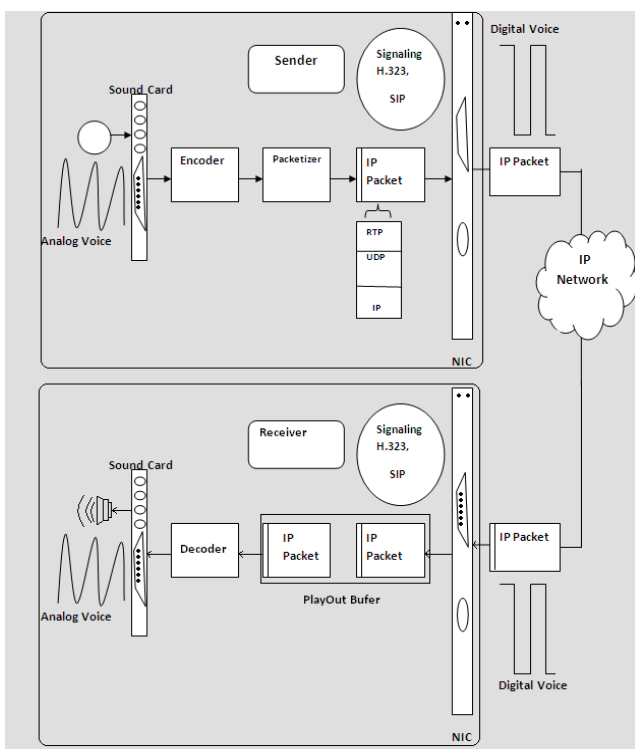 Digital Voice
Sender
Signaling
H.323,
SIP
Sound Card
Encoder
Packetizer
IP
Packet
IP Packet
Analog Voice
RTP
UDP
IP
IP
Network
NIC
Receiver
Signaling
H.323,
SIP
Sound Card
Decoder
IP
Packet
IP
Packet
IP Packet
PlayOut Bufer
Analog Voice
Digital Voice
NIC